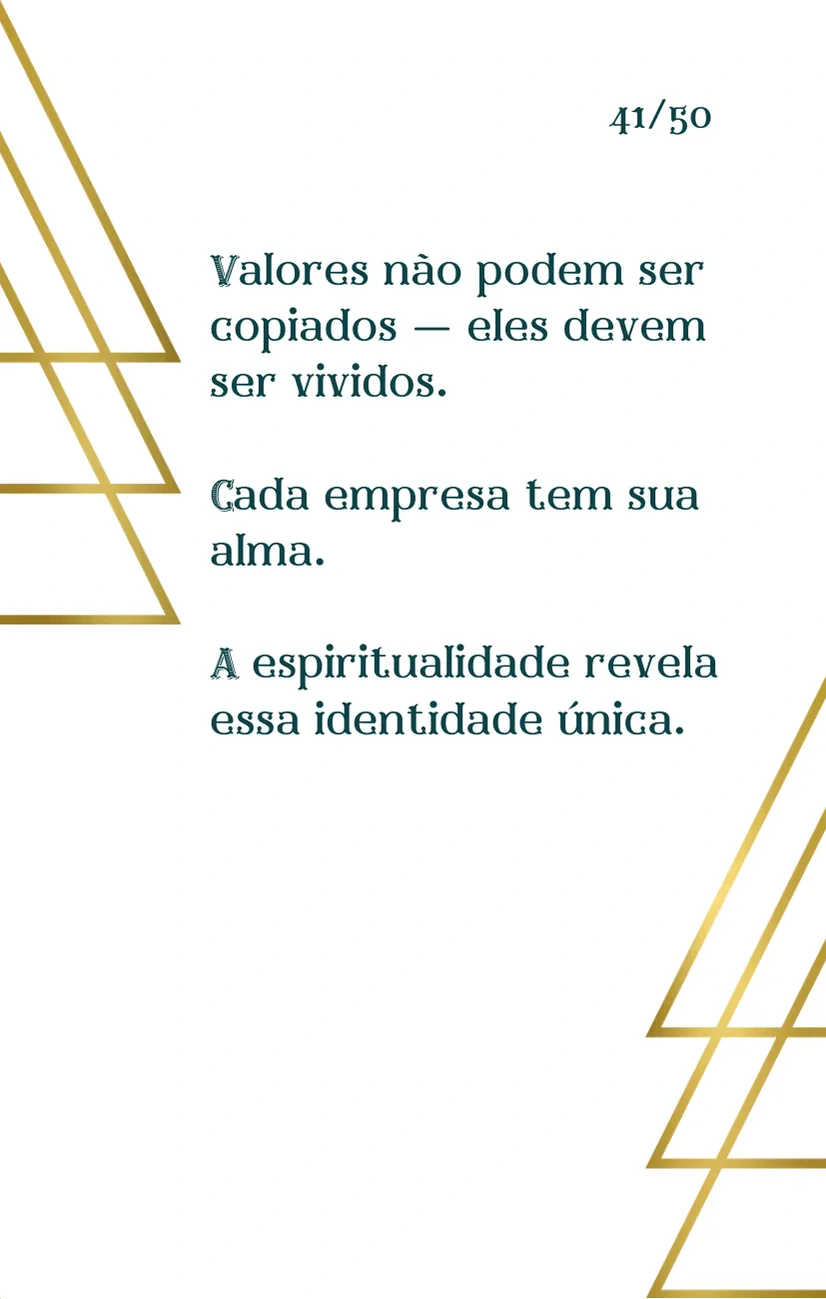 41/50
Valores não podem ser
copiados — eles devem
ser vividos.
Cada empresa tem sua
alma.
A espiritualidade revela
essa identidade única.